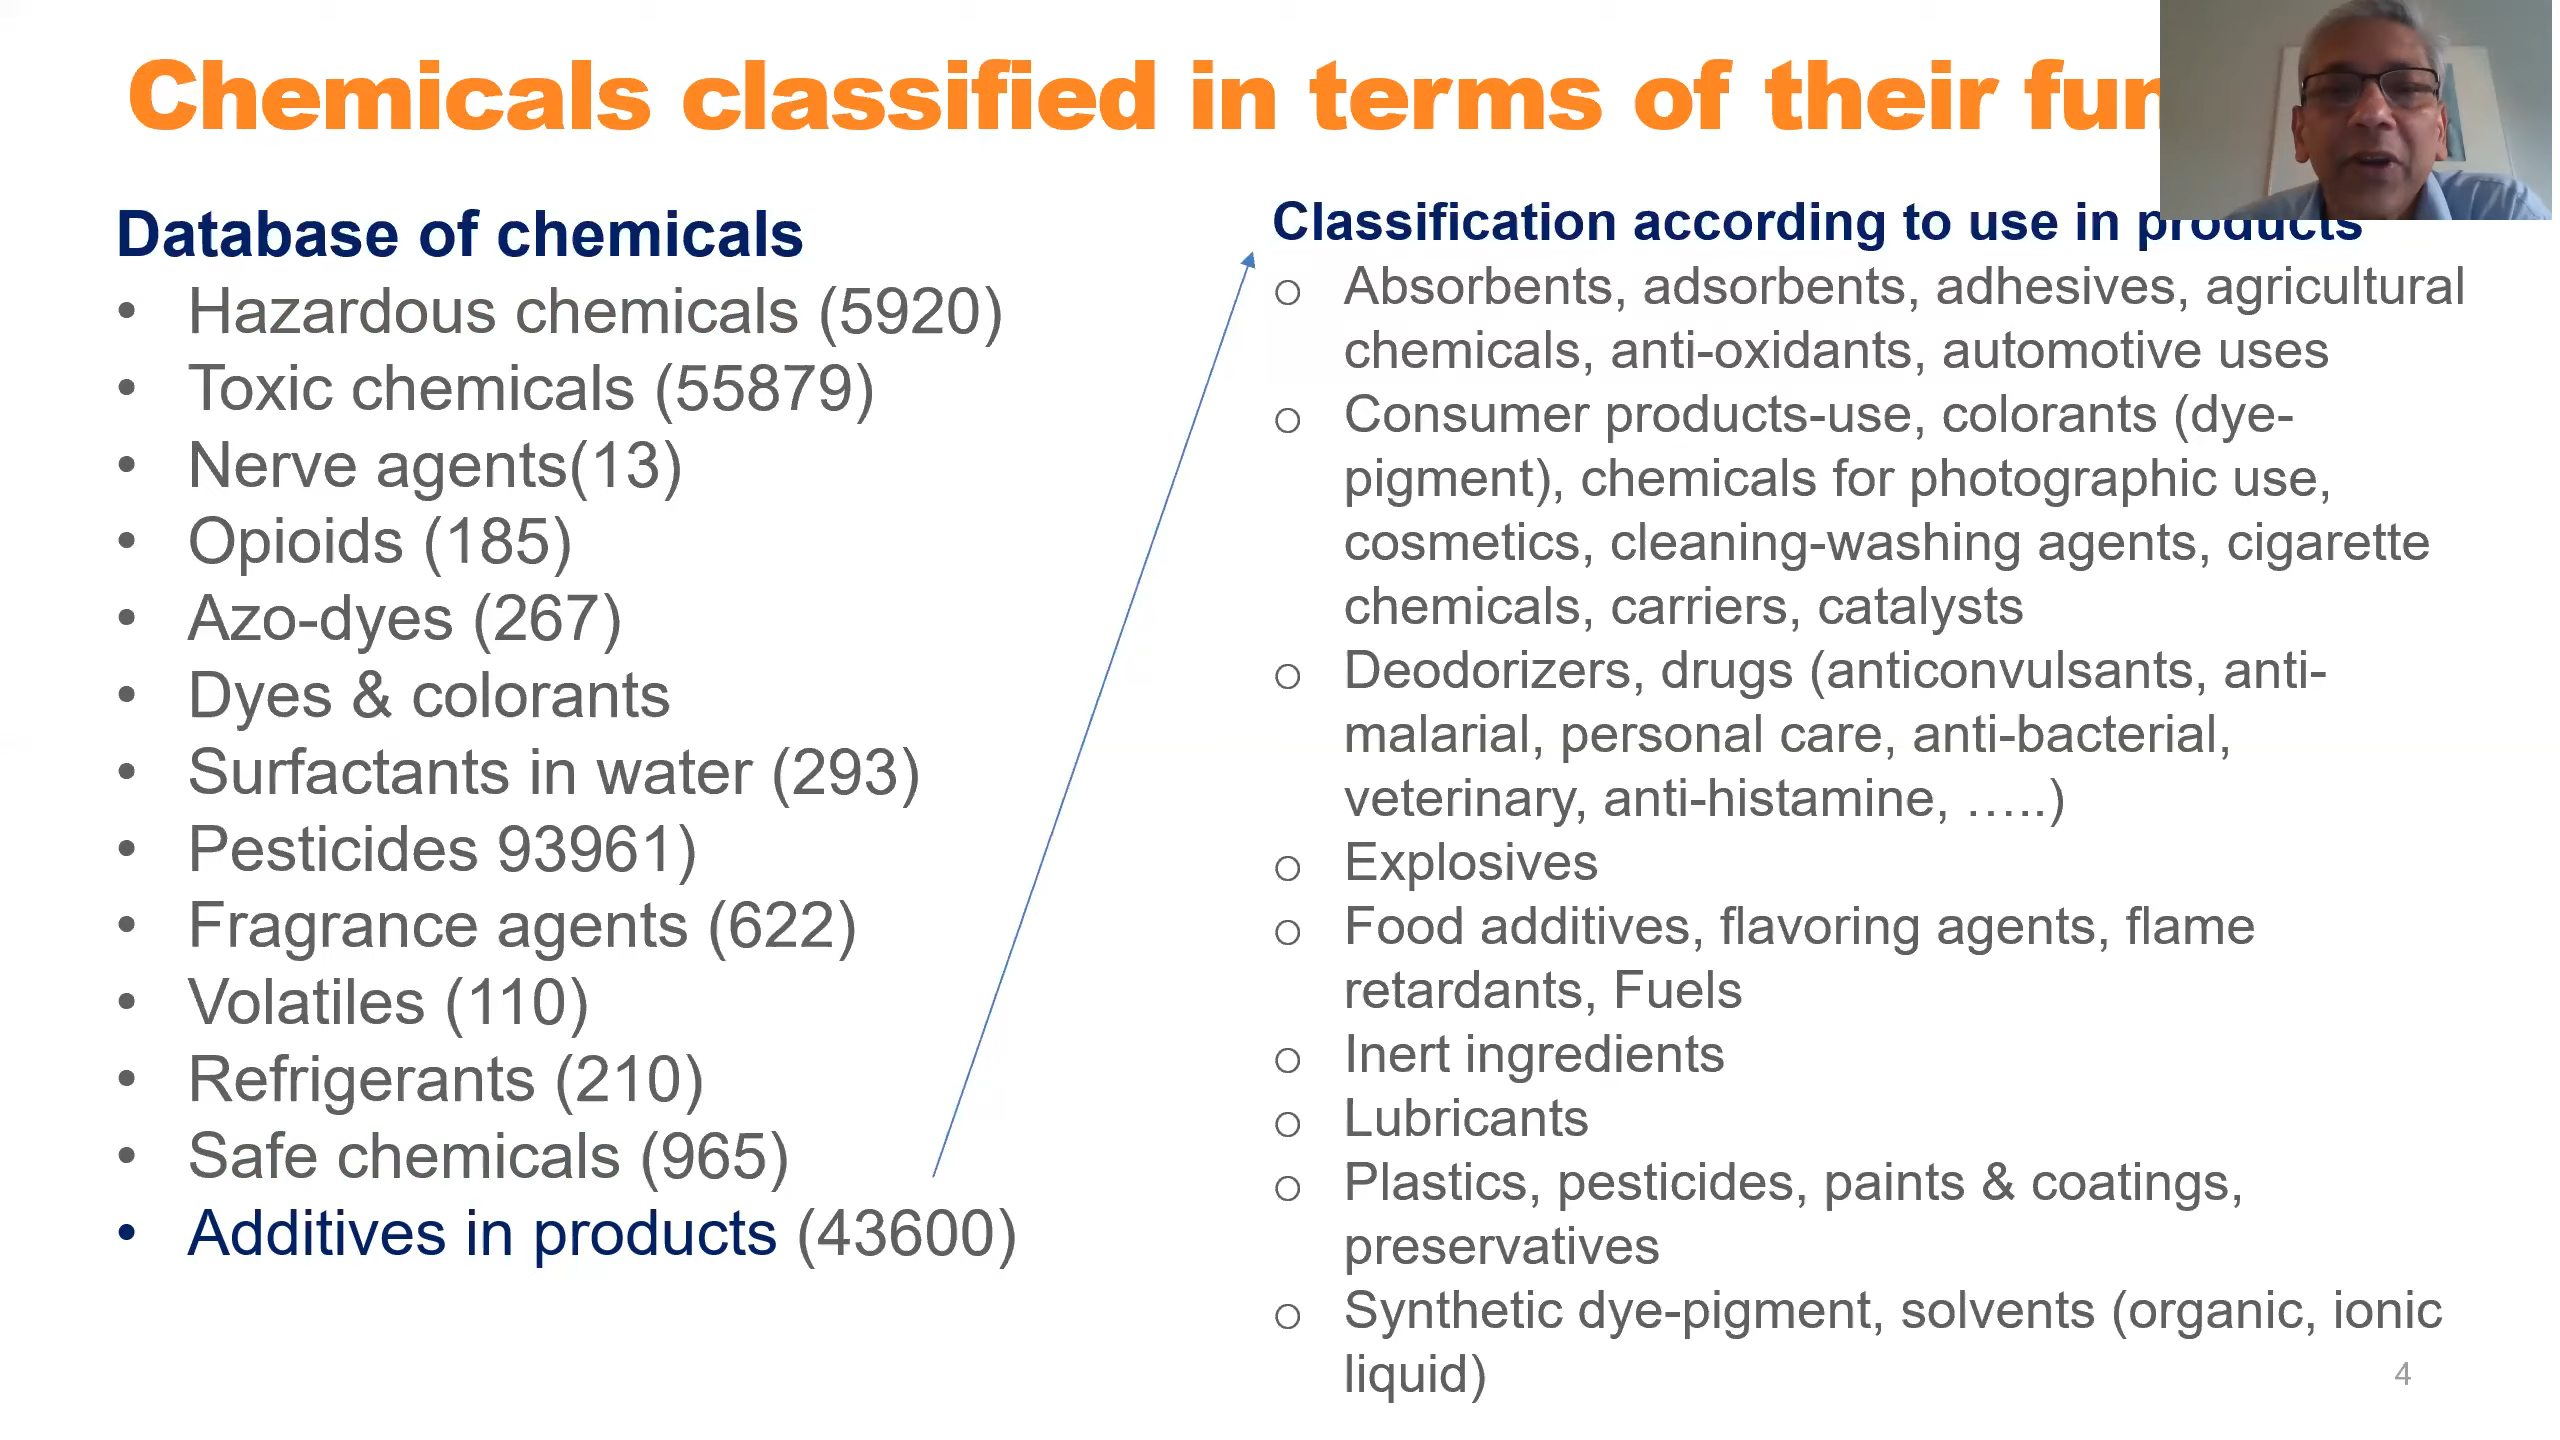 Chemicals classified in terms of their
Database of chemicals
• Hazardous chemicals (5920)
• Toxic chemicals (55879)
• Nerve agents(13)
• Opioids (185)
• Azo-dyes (267)
• Dyes & colorants
• Surfactants in water (293)
• Pesticides 93961)
• Fragrance agents (622)
• Volatiles (110)
• Refrigerants (210)
• Safe chemicals (965)
• Additives in products (43600)
Classification according to use in products
o Absorbents, adsorbents, adhesives, agricultural
chemicals, anti-oxidants, automotive uses
o Consumer products-use, colorants (dye-
pigment), chemicals for photographic use,
cosmetics, cleaning-washing agents, cigarette
chemicals, carriers, catalysts
o Deodorizers, drugs (anticonvulsants, anti-
malarial, personal care, anti-bacterial,
veterinary, anti-histamine, …..)
o Explosives
o Food additives, flavoring agents, flame
retardants, Fuels
o Inert ingredients
o Lubricants
o Plastics, pesticides, paints & coatings,
preservatives
o Synthetic dye-pigment, solvents (organic, ionic
liquid)
4